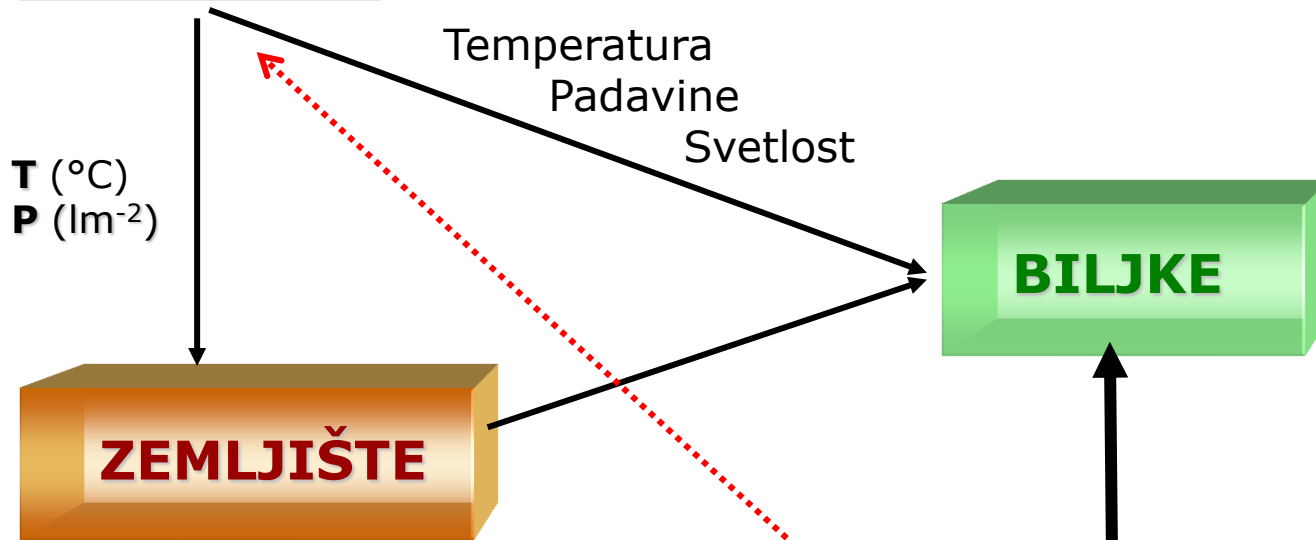 Temperatura
Padavine
Svetlost
T (°C)
P (lm⁻²)
BILJKE
ZEMLJIŠTE